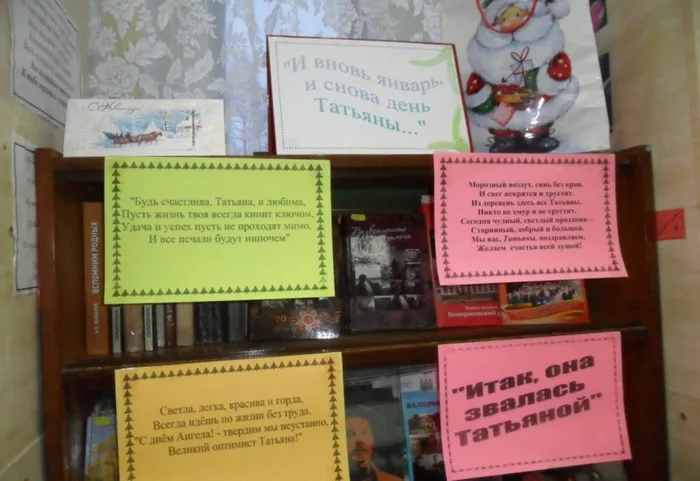 "И вновь январь,
и снова день
Татьяны..."
"Будь счастлива, Татьяна, и любима,
Пусть жизнь твоя всегда кипит ключом,
Удача и успех пусть не проходят мимо,
И все печали будут нипочем"
Морозный воздух, синь без края,
И снег искрится и хрустит.
Из деревень здесь все Татьяны,
Никто не хмур и не грустит.
Сегодня чудный, светлый праздник –
Старинный, добрый и большой.
Мы вас, Татьяны, поздравляем,
Желаем счастья всей душой!
ВСПОМНИМ РОДНЫХ
70
Светла, легка, красива и горда,
Всегда идёшь по жизни без труда,
"С днём Ангела! - твердим мы неустанно,
Великий оптимист Татьяна!"
"Итак, она
звалась
Татьяной"